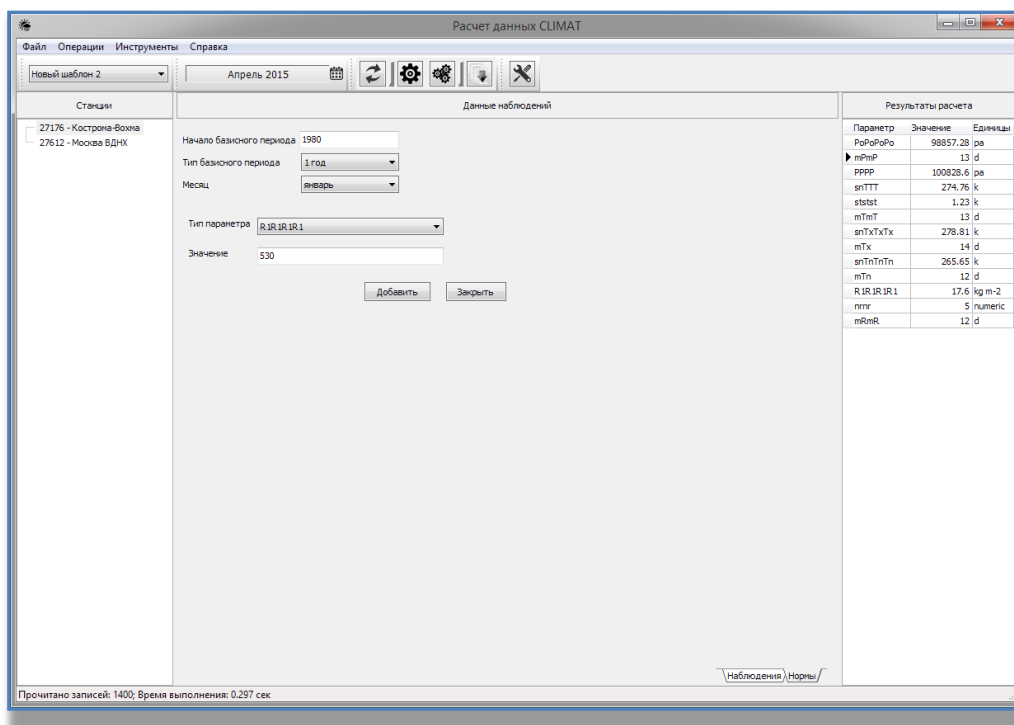 Расчет данных CLIMAT
Файл Операции Инструменты Справка
Новый шаблон 2
Апрель 2015
Станции
27176 - Кострома-Вохма
27612 - Москва ВДНХ
Данные наблюдений
Начало базисного периода 1980
Тип базисного периода 1 год
Месяц январь
Тип параметра R1R1R1R1
Значение 530
Добавить Закрыть
Наблюдения Нормы
Результаты расчета
Параметр Значение Единицы
PoPoPoPo 98857.28 pa
mPmP 13 d
PPPP 100828.6 pa
snTTT 274.76 k
ststst 1.23 k
mTmT 13 d
snTxTxTx 278.81 k
mTx 14 d
snTnTnTn 265.65 k
mTn 12 d
R1R1R1R1 17.6 kg m-2
nrnr 5 numeric
mRmR 12 d
Прочитано записей: 1400; Время выполнения: 0.297 сек